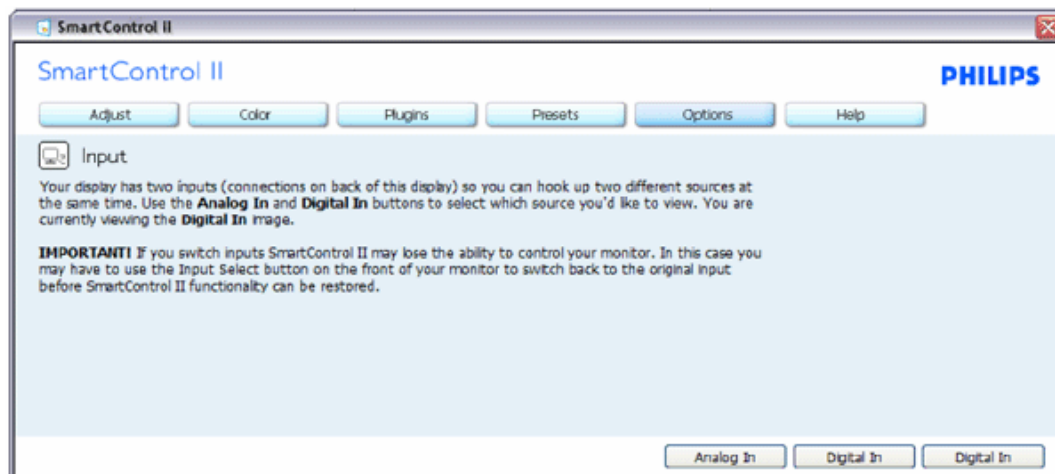 SmartControl II
SmartControl II
PHILIPS
Adjust
Color
Plugins
Presets
Options
Help
Input
Your display has two inputs (connections on back of this display) so you can hook up two different sources at
the same time. Use the Analog In and Digital In buttons to select which source you'd like to view. You are
currently viewing the Digital In image.
IMPORTANT! If you switch inputs SmartControl II may lose the ability to control your monitor. In this case you
may have to use the Input Select button on the front of your monitor to switch back to the original input
before SmartControl II functionality can be restored.
Analog In
Digital In
Digital In